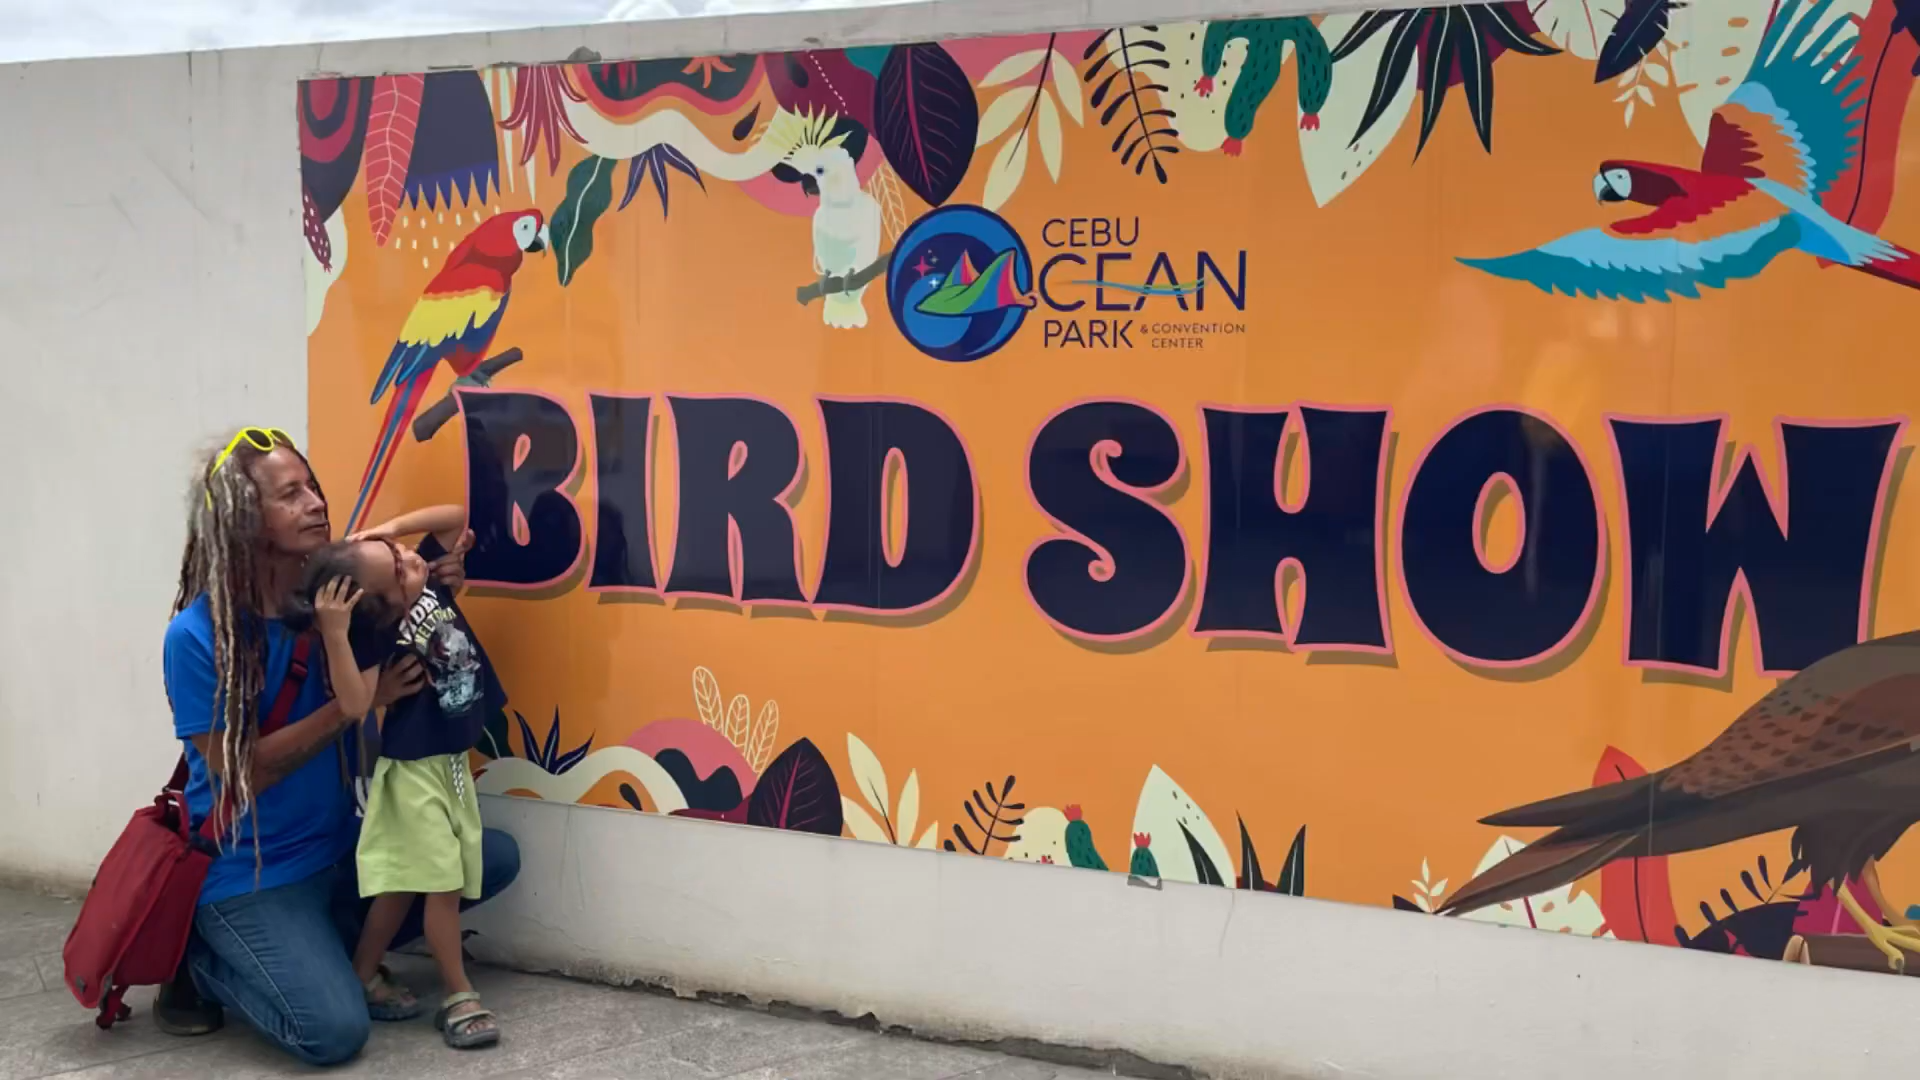 CEBU
OCEAN
PARK & CONVENTION
CENTER
BIRD SHOW